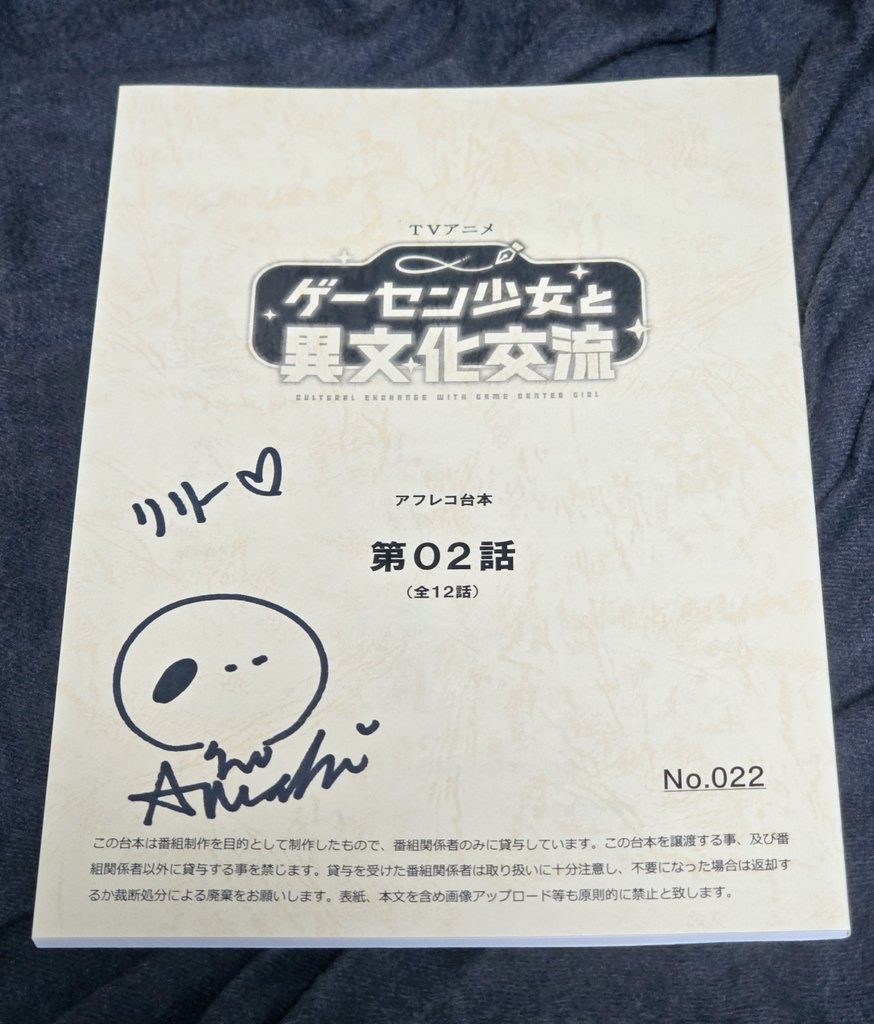 TVアニメ
ゲーセン少女と
異文化交流
CULTURAL EXCHANGE WITH GAME CENTER GIRL
アフレコ台本
リリー♡
第02話
(全12話)
No.022
この台本は番組制作を目的として制作したもので、番組関係者のみに貸与しています。この台本を譲渡する事、及び番
組関係者以外に貸与する事を禁じます。貸与を受けた番組関係者は取り扱いに十分注意し、不要になった場合は返却す
るか裁断処分による廃棄をお願いします。表紙、本文を含め画像アップロード等も原則的に禁止と致します。